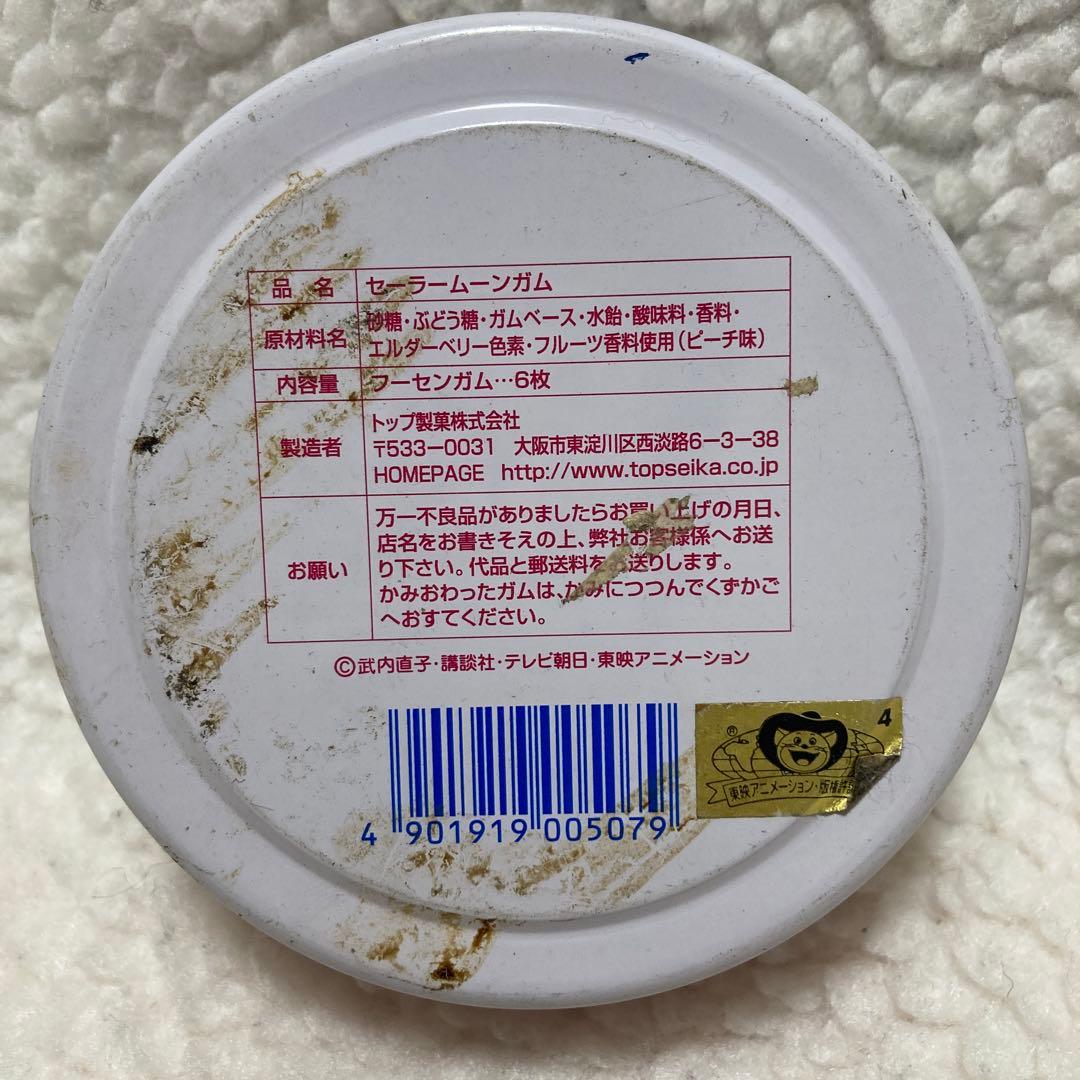 品名 セーラームーンガム
原材料名 砂糖・ぶどう糖・ガムベース・水飴・酸味料・香料・
エルダーベリー色素・フルーツ香料使用(ピーチ味)
内容量 フーセンガム…6枚
製造者 トップ製菓株式会社
〒533-0031 大阪市東淀川区西淡路6-3-38
HOMEPAGE http://www.topseika.co.jp
お願い 万一不良品がありましたらお買い上げの月日、
店名をお書きそえの上、弊社お客様係へお送
り下さい。代品と郵送料をお送りします。
かみおわったガムは、かみにつつんでくずかご
へおすてください。
©武内直子・講談社・テレビ朝日・東映アニメーション
4 901919 005079
4
®
東映アニメーション・版権許